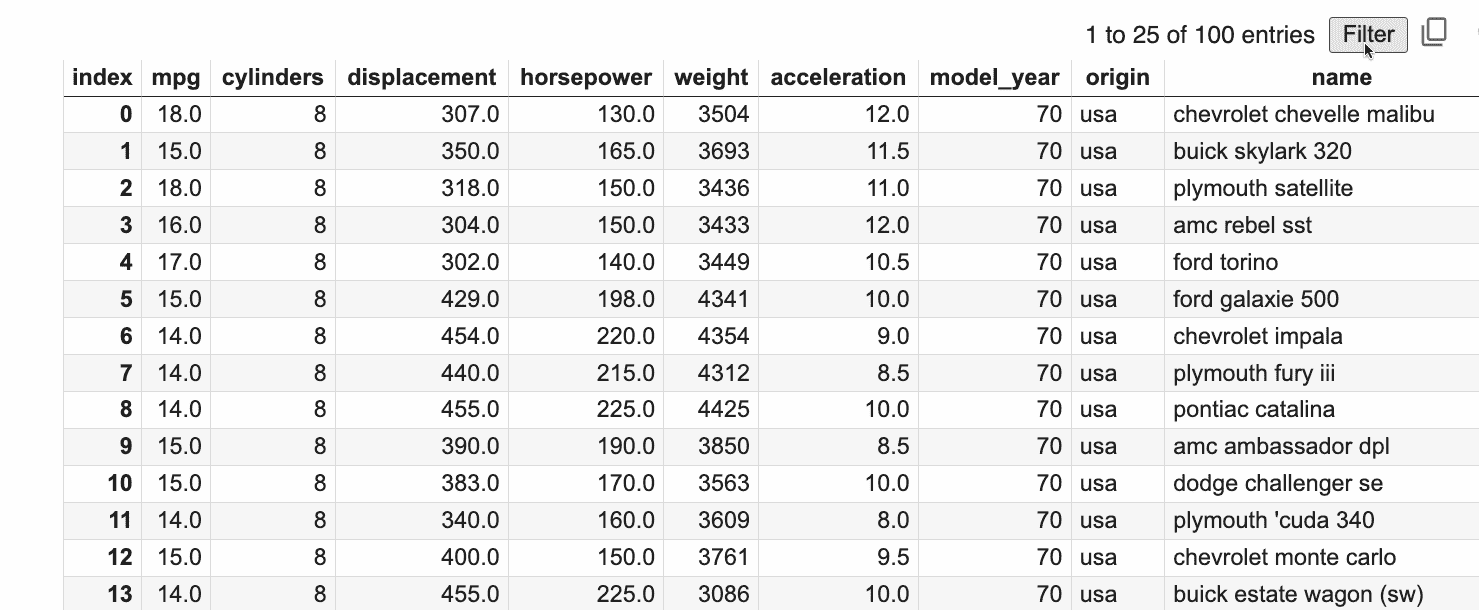 1 to 25 of 100 entries Filter
index mpg cylinders displacement horsepower weight acceleration model_year origin name
0 18.0 8 307.0 130.0 3504 12.0 70 usa chevrolet chevelle malibu
1 15.0 8 350.0 165.0 3693 11.5 70 usa buick skylark 320
2 18.0 8 318.0 150.0 3436 11.0 70 usa plymouth satellite
3 16.0 8 304.0 150.0 3433 12.0 70 usa amc rebel sst
4 17.0 8 302.0 140.0 3449 10.5 70 usa ford torino
5 15.0 8 429.0 198.0 4341 10.0 70 usa ford galaxie 500
6 14.0 8 454.0 220.0 4354 9.0 70 usa chevrolet impala
7 14.0 8 440.0 215.0 4312 8.5 70 usa plymouth fury iii
8 14.0 8 455.0 225.0 4425 10.0 70 usa pontiac catalina
9 15.0 8 390.0 190.0 3850 8.5 70 usa amc ambassador dpl
10 15.0 8 383.0 170.0 3563 10.0 70 usa dodge challenger se
11 14.0 8 340.0 160.0 3609 8.0 70 usa plymouth 'cuda 340
12 15.0 8 400.0 150.0 3761 9.5 70 usa chevrolet monte carlo
13 14.0 8 455.0 225.0 3086 10.0 70 usa buick estate wagon (sw)